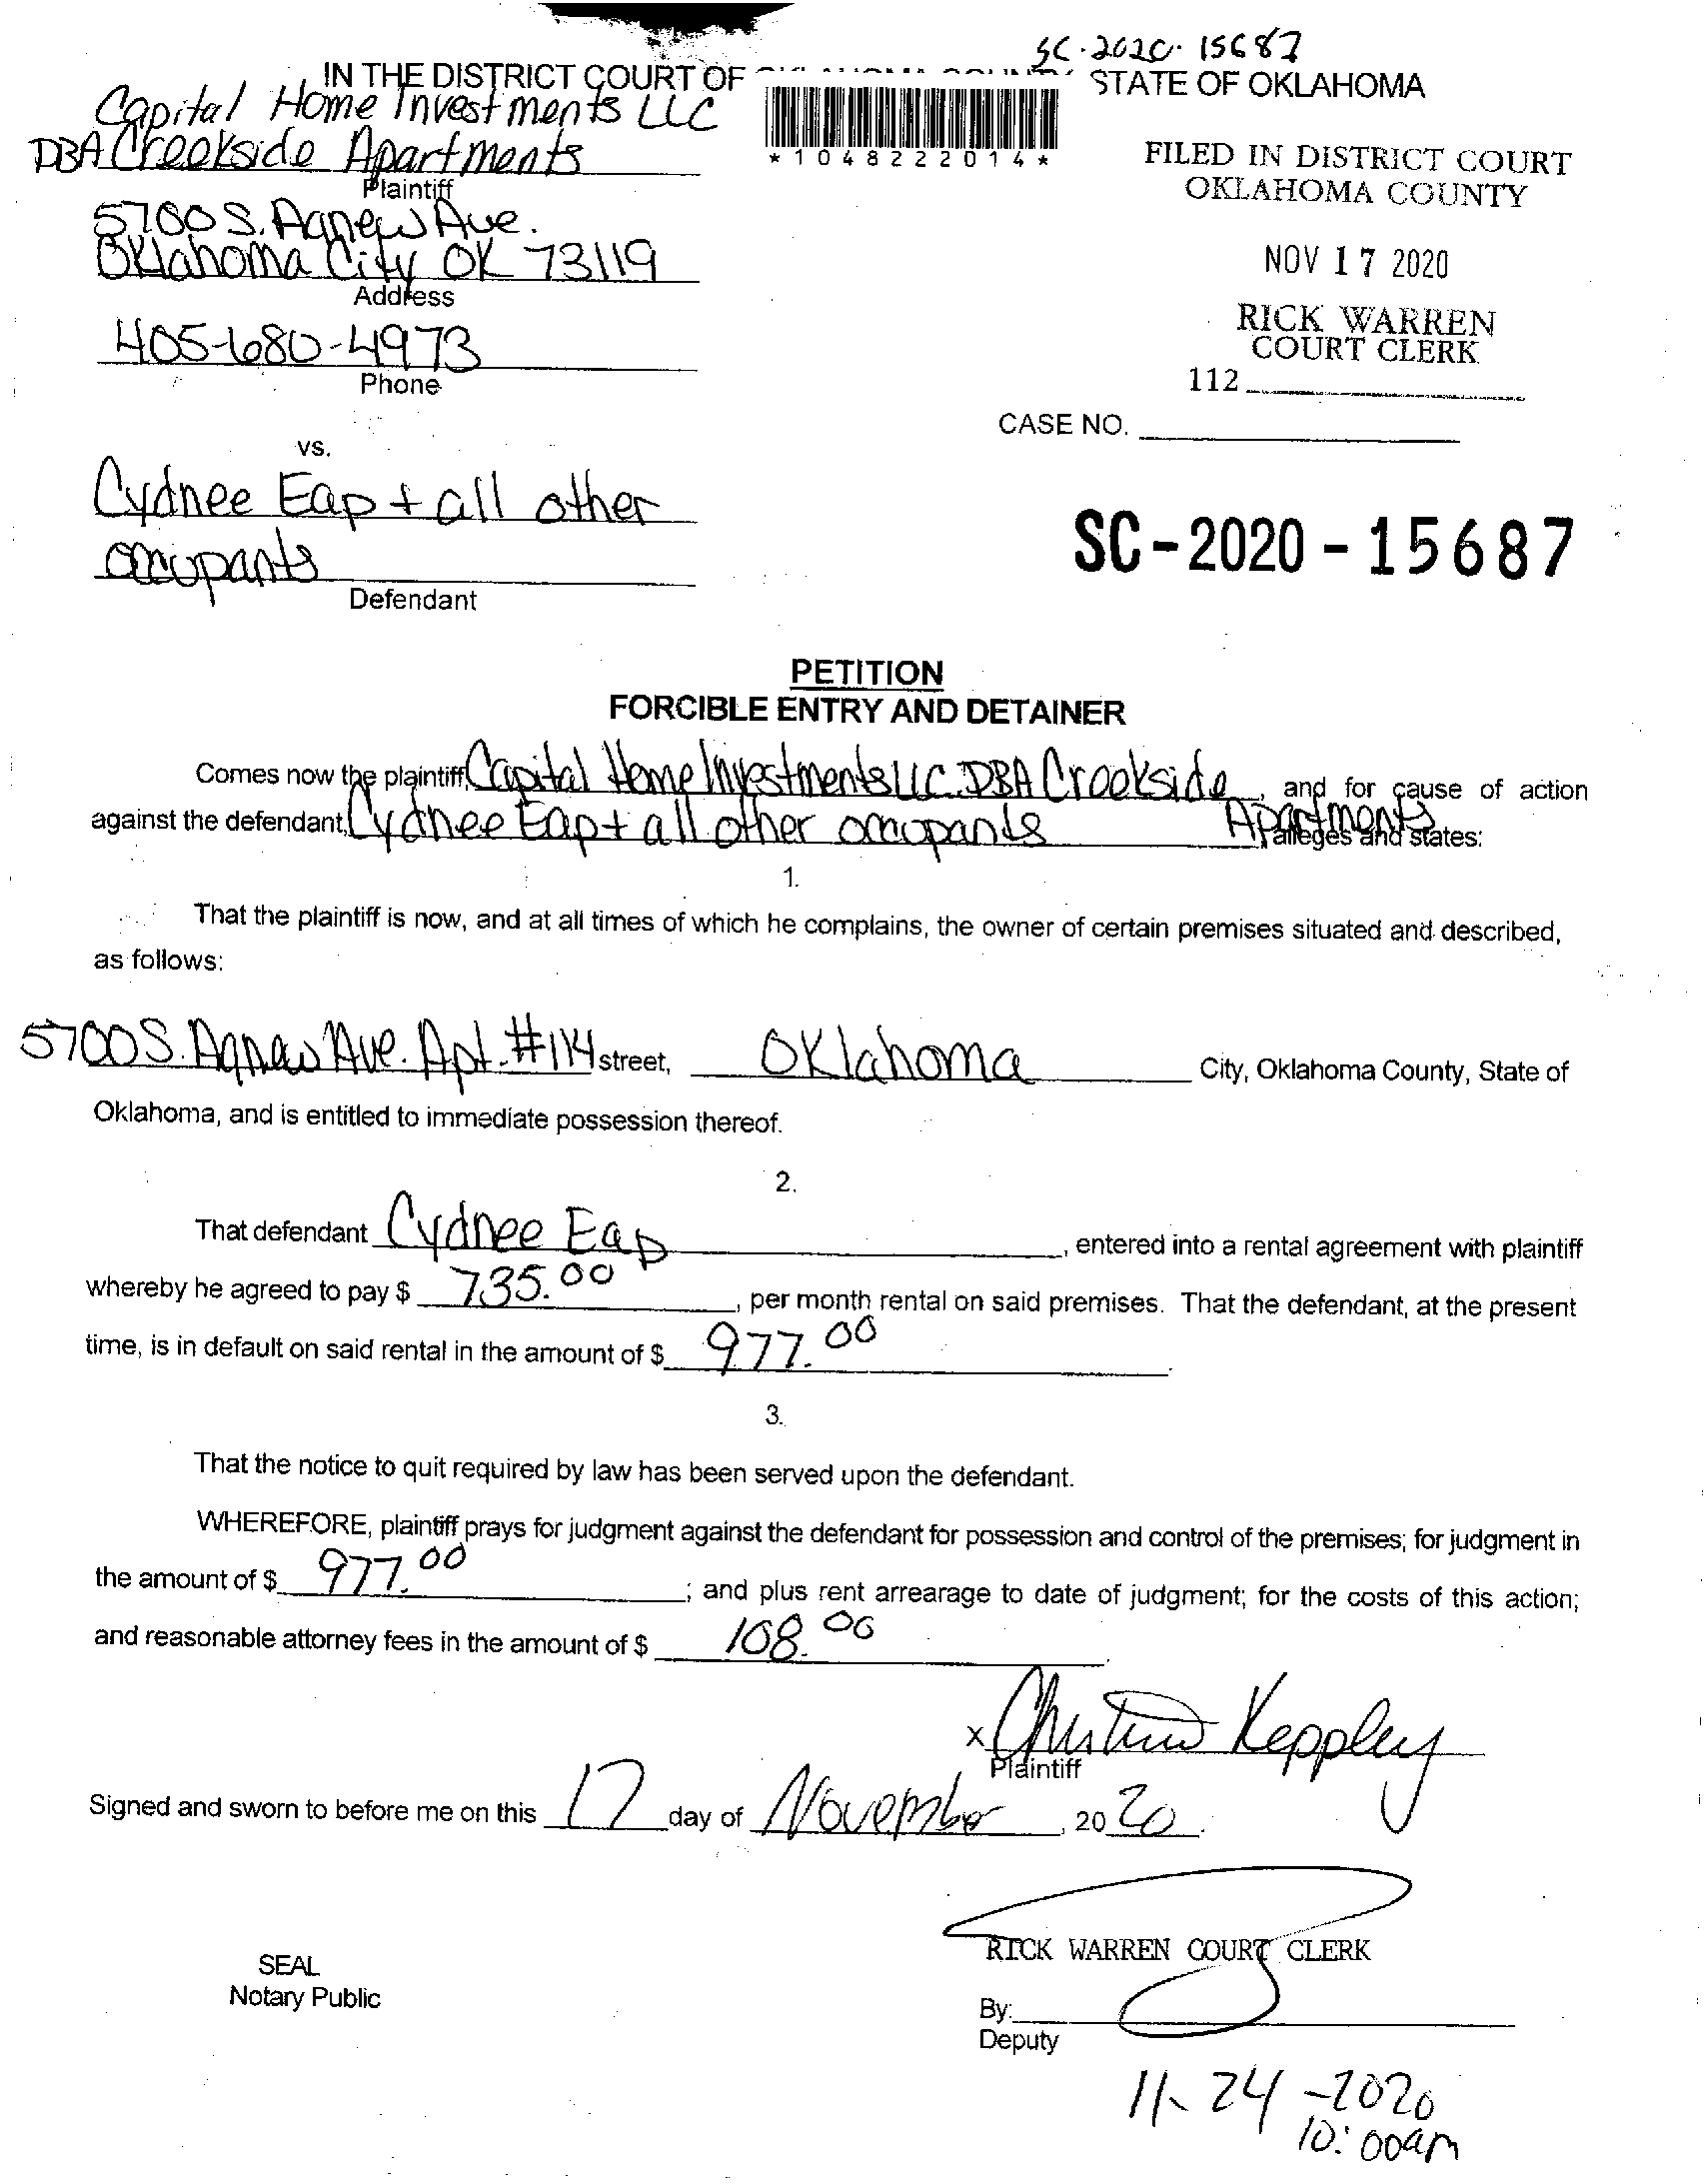 SC-2020-15687
IN THE DISTRICT COURT OF OKLAHOMA COUNTY STATE OF OKLAHOMA
Capital Home Investments LLC
DBA Creekside Apartments
Plaintiff
5700 S. Agnew Ave.
Oklahoma City OK 73119
Address
405-680-4973
Phone
*1048222014*
FILED IN DISTRICT COURT
OKLAHOMA COUNTY
NOV 17 2020
RICK WARREN
COURT CLERK
112
CASE NO.
vs.
Cydnee Eap + all other
occupants
Defendant
SC-2020-15687
PETITION
FORCIBLE ENTRY AND DETAINER
Comes now the plaintiff, Capital Home Investments LLC DBA Creekside Apartments, and for cause of action
against the defendant, Cydnee Eap + all other occupants, alleges and states:
1.
That the plaintiff is now, and at all times of which he complains, the owner of certain premises situated and described,
as follows:
5700 S. Agnew Ave. Apt. #114 street, Oklahoma City, Oklahoma County, State of
Oklahoma, and is entitled to immediate possession thereof.
2.
That defendant Cydnee Eap, entered into a rental agreement with plaintiff
whereby he agreed to pay $ 735.00, per month rental on said premises. That the defendant, at the present
time, is in default on said rental in the amount of $ 977.00.
3.
That the notice to quit required by law has been served upon the defendant.
WHEREFORE, plaintiff prays for judgment against the defendant for possession and control of the premises; for judgment in
the amount of $ 977.00; and plus rent arrearage to date of judgment; for the costs of this action;
and reasonable attorney fees in the amount of $ 108.00.
x Keppley
Plaintiff
Signed and sworn to before me on this 17 day of November, 2020.
SEAL
Notary Public
RICK WARREN COURT CLERK
By:
Deputy
11-24-2020
10:00am